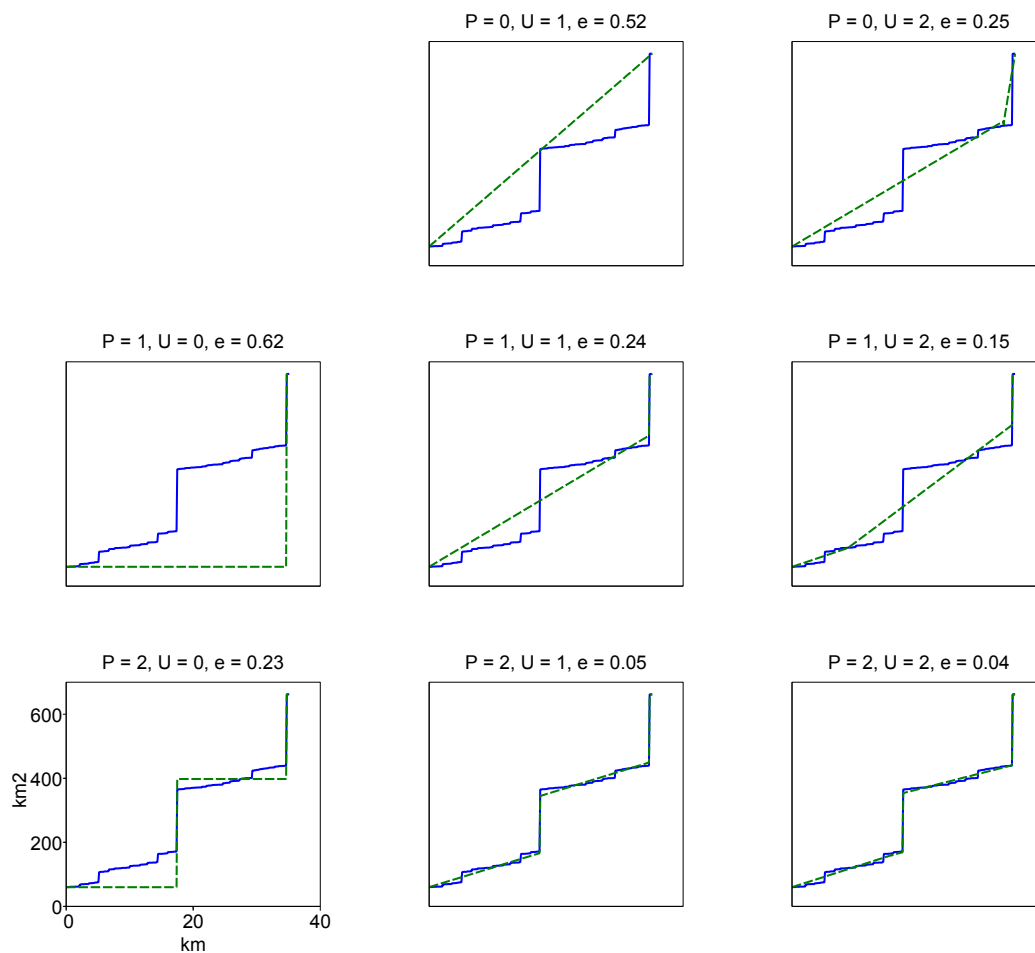 P = 0, U = 1, e = 0.52
P = 0, U = 2, e = 0.25
P = 1, U = 0, e = 0.62
P = 1, U = 1, e = 0.24
P = 1, U = 2, e = 0.15
P = 2, U = 0, e = 0.23
P = 2, U = 1, e = 0.05
P = 2, U = 2, e = 0.04
600
400
200
0
km2
0 20 40
km